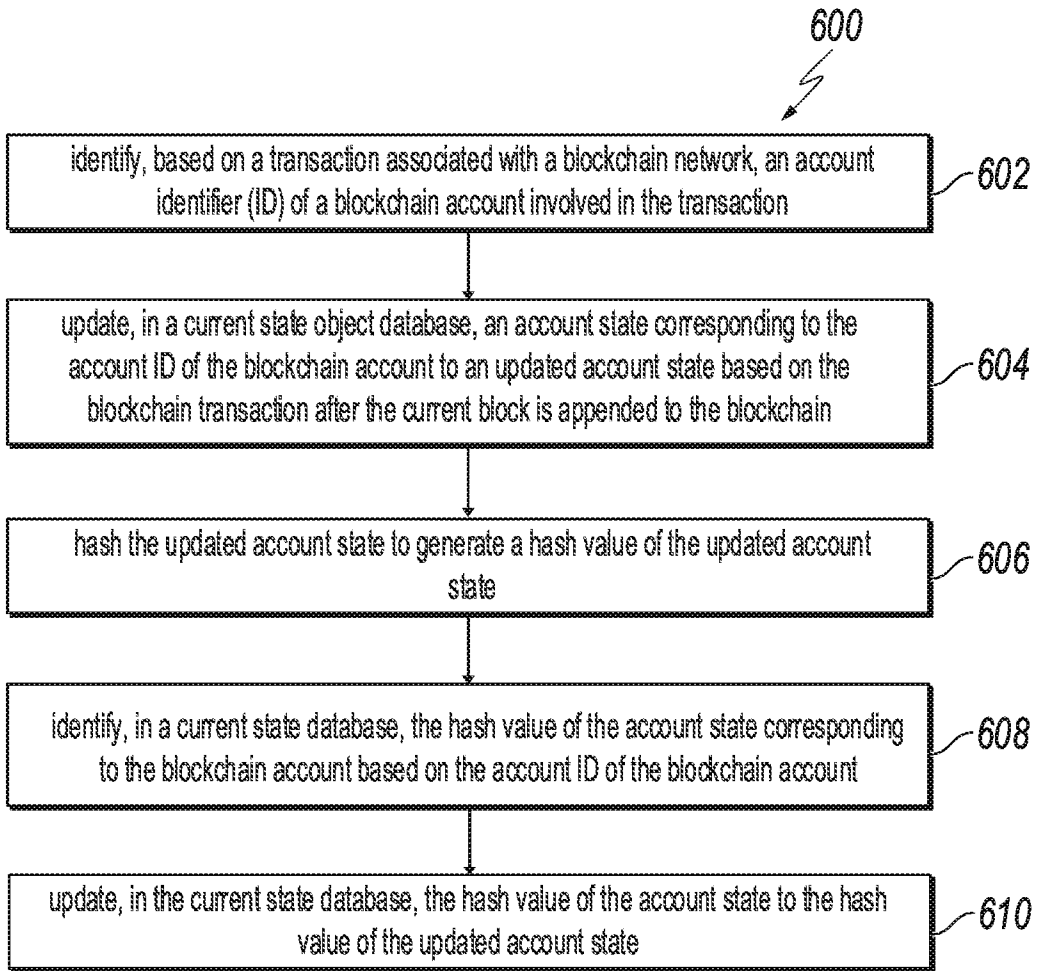 600
identify, based on a transaction associated with a blockchain network, an account
identifier (ID) of a blockchain account involved in the transaction
602
update, in a current state object database, an account state corresponding to the
account ID of the blockchain account to an updated account state based on the
blockchain transaction after the current block is appended to the blockchain
604
hash the updated account state to generate a hash value of the updated account
state
606
identify, in a current state database, the hash value of the account state corresponding
to the blockchain account based on the account ID of the blockchain account
608
update, in the current state database, the hash value of the account state to the hash
value of the updated account state
610